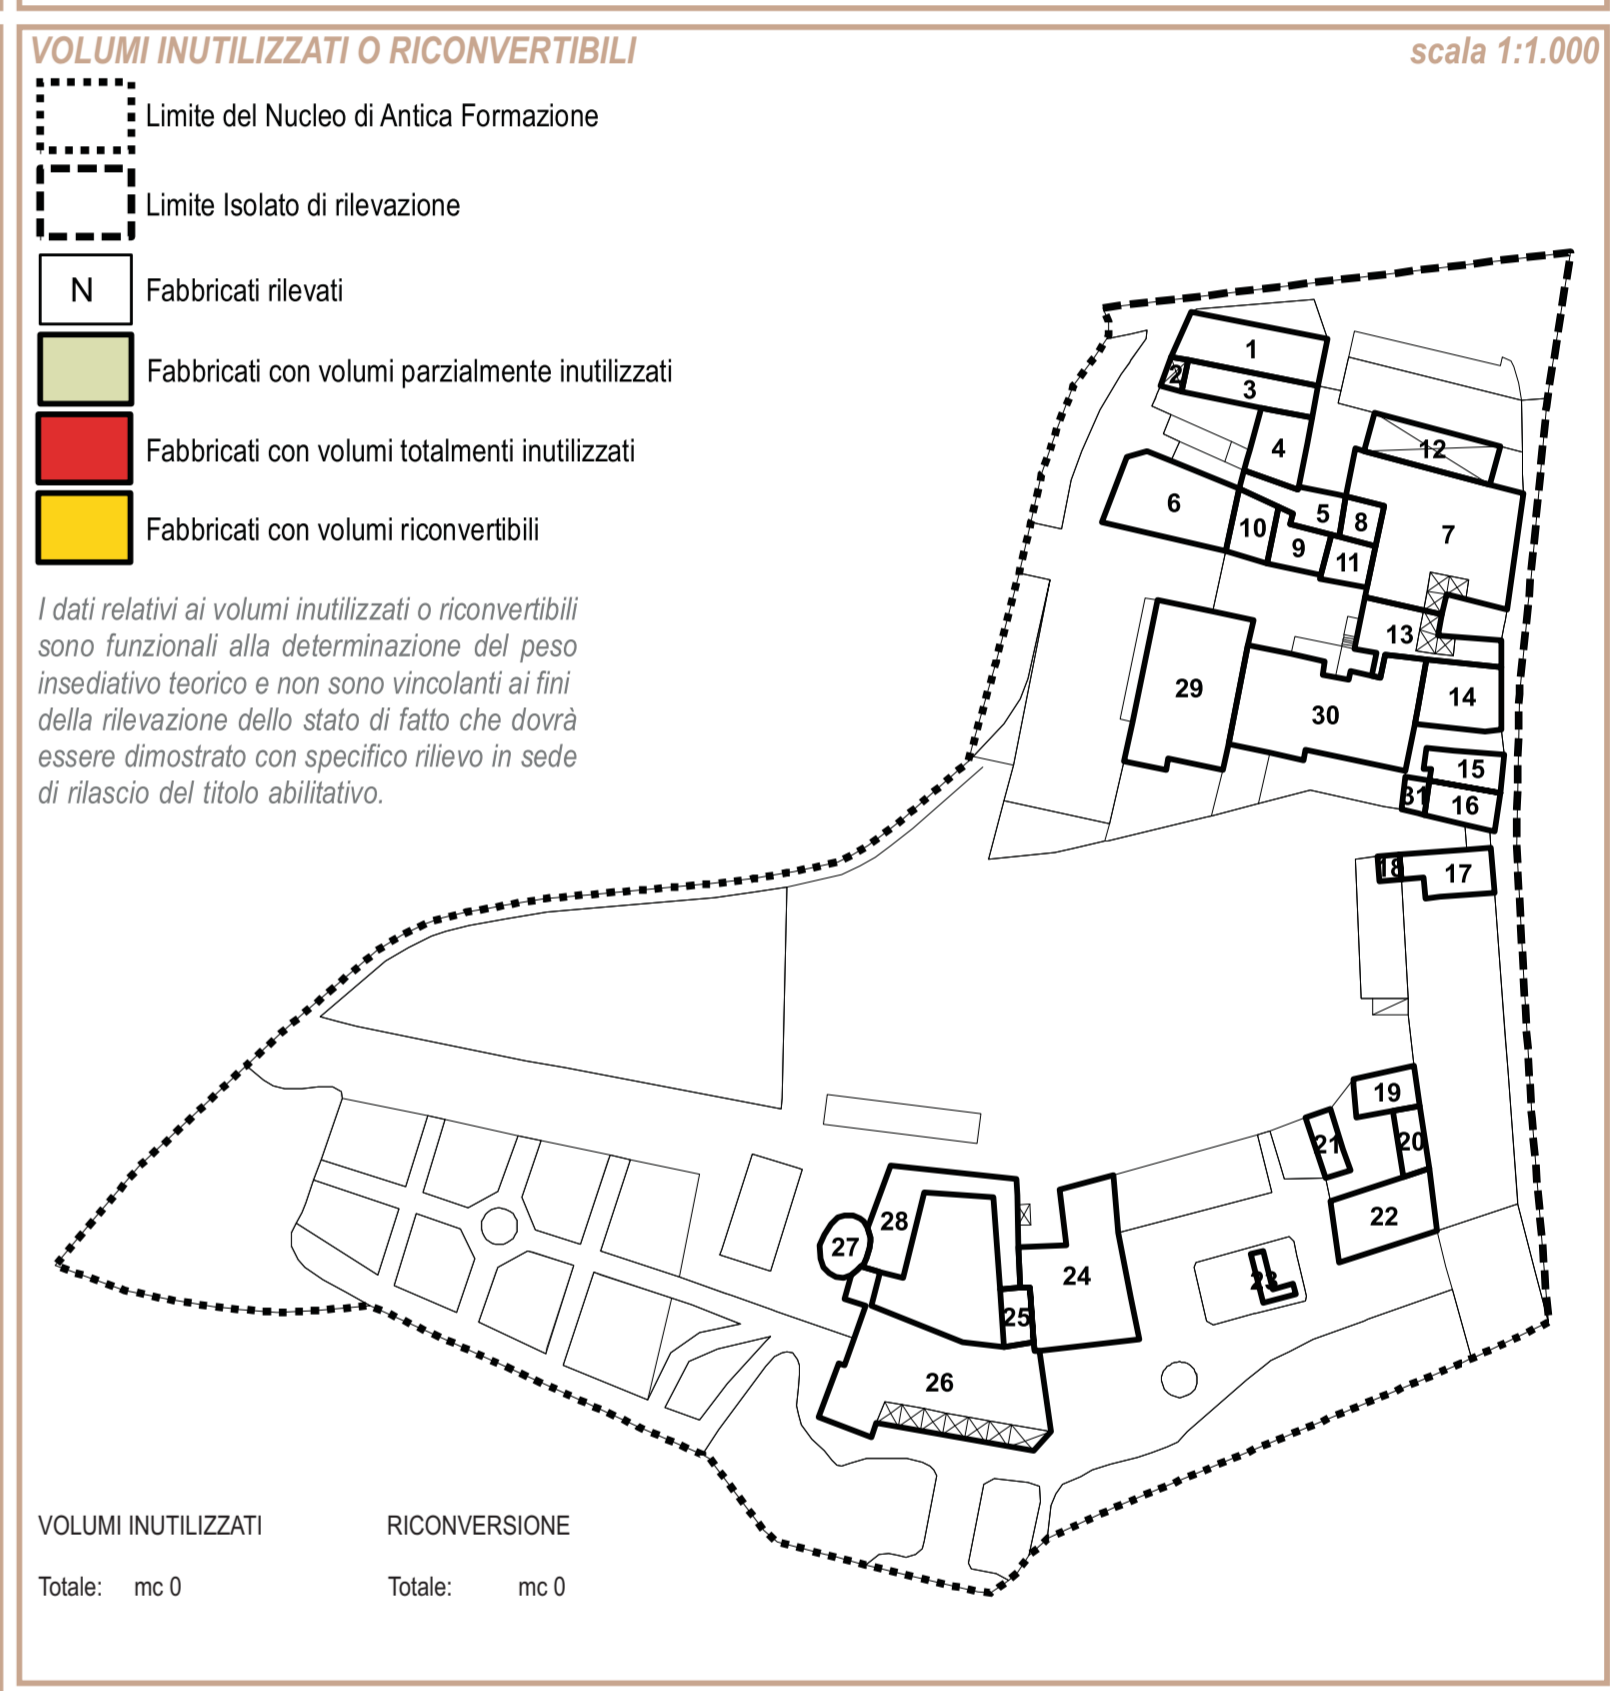 VOLUMI INUTILIZZATI O RICONVERTIBILI
scala 1:1.000
Limite del Nucleo di Antica Formazione
Limite Isolato di rilevazione
N
Fabbricati rilevati
Fabbricati con volumi parzialmente inutilizzati
Fabbricati con volumi totalmenti inutilizzati
Fabbricati con volumi riconvertibili
I dati relativi ai volumi inutilizzati o riconvertibili
sono funzionali alla determinazione del peso
insediativo teorico e non sono vincolanti ai fini
della rilevazione dello stato di fatto che dovrà
essere dimostrato con specifico rilievo in sede
di rilascio del titolo abilitativo.
1
2
3
4
12
6
5
8
7
10
9
11
13
29
14
30
15
31
16
18
17
19
21
20
22
28
27
24
23
25
26
VOLUMI INUTILIZZATI
RICONVERSIONE
Totale: mc 0
Totale: mc 0